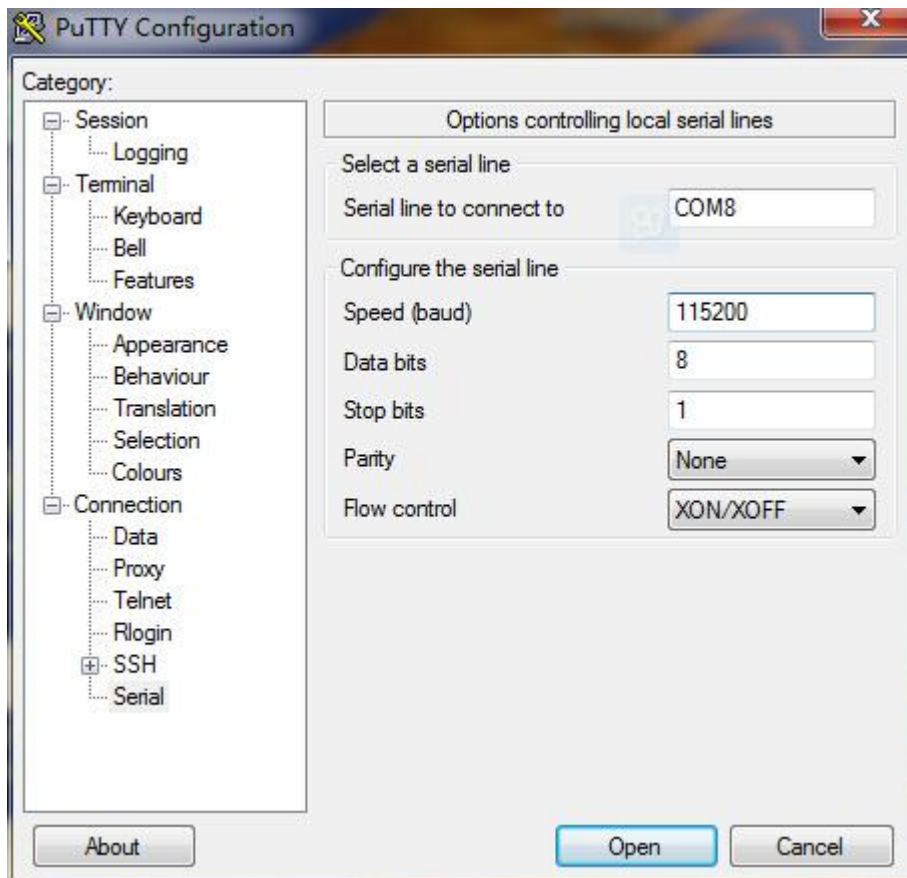 PuTTY Configuration
Category:
Session
Logging
Terminal
Keyboard
Bell
Features
Window
Appearance
Behaviour
Translation
Selection
Colours
Connection
Data
Proxy
Telnet
Rlogin
SSH
Serial
Options controlling local serial lines
Select a serial line
Serial line to connect to COM8
Configure the serial line
Speed (baud) 115200
Data bits 8
Stop bits 1
Parity None
Flow control XON/XOFF
About Open Cancel